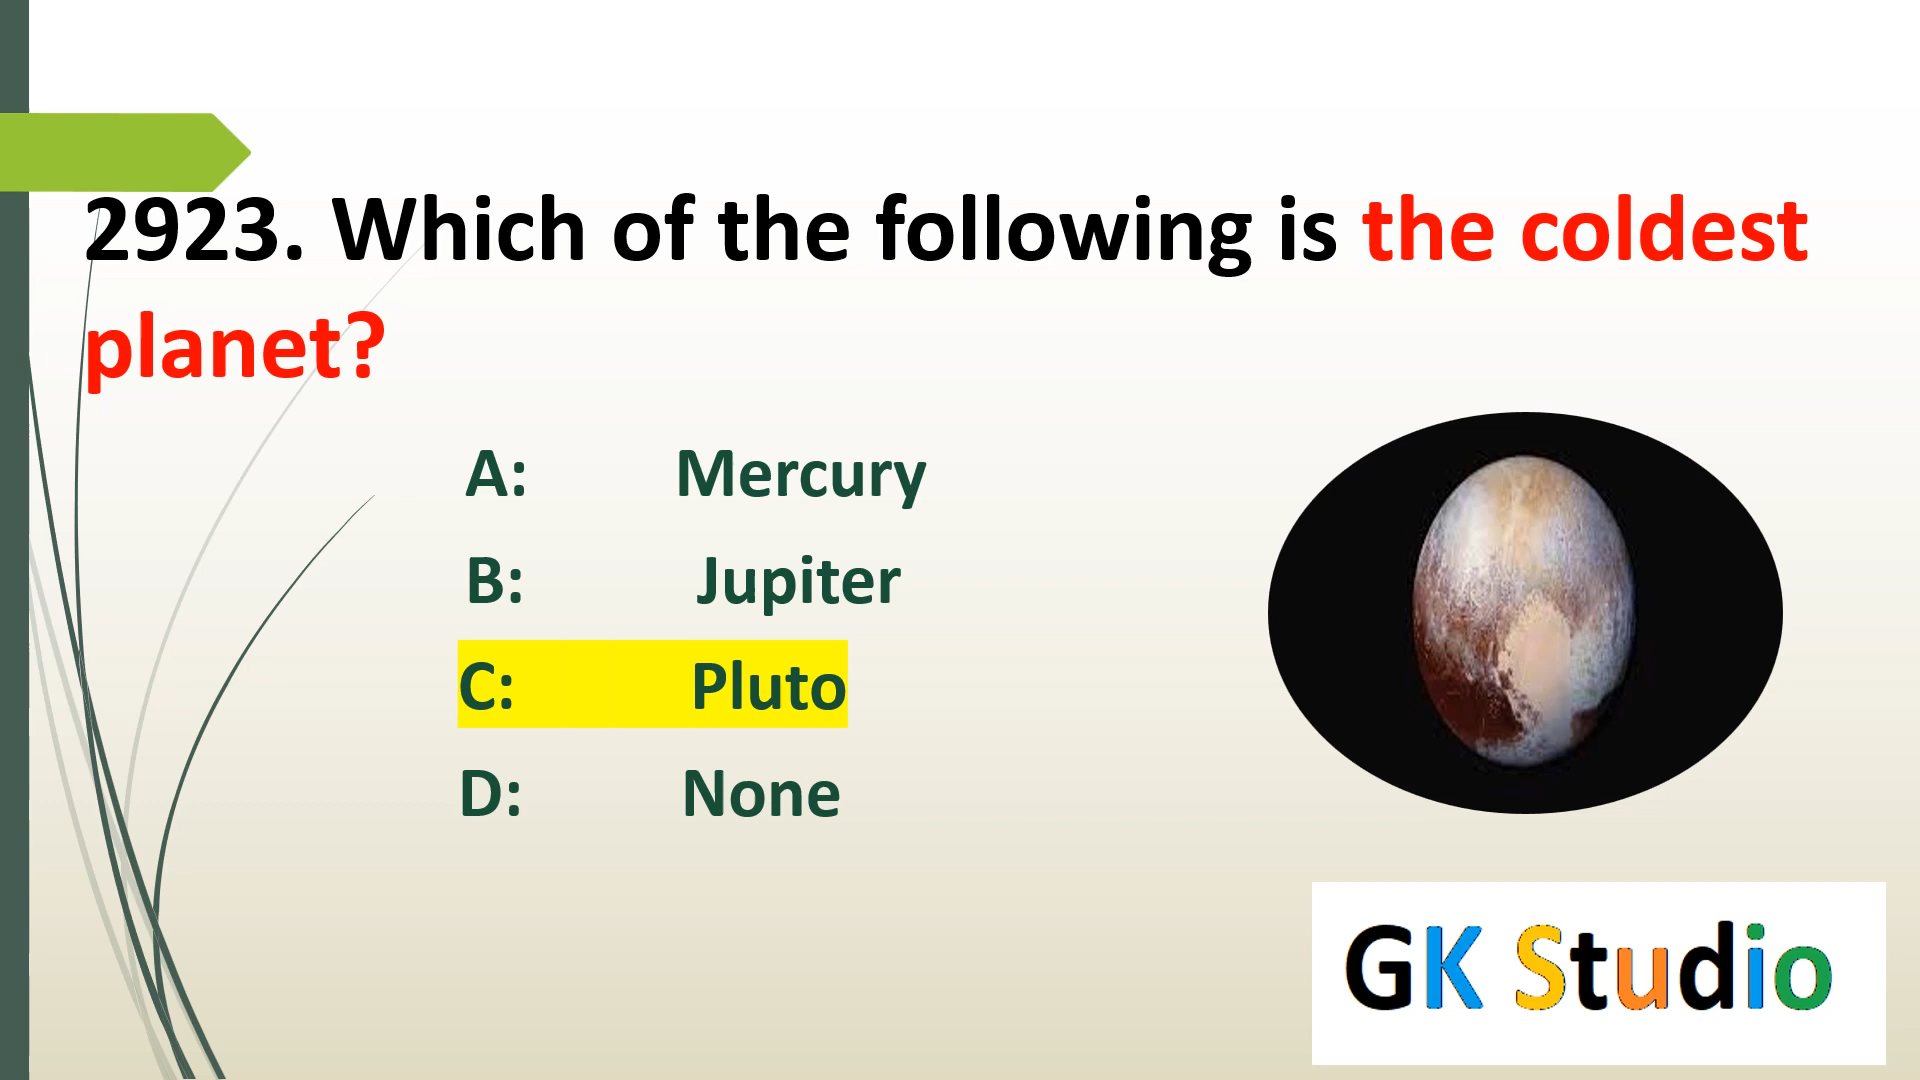 2923. Which of the following is the coldest
planet?
A: Mercury
B: Jupiter
C: Pluto
D: None
GK Studio